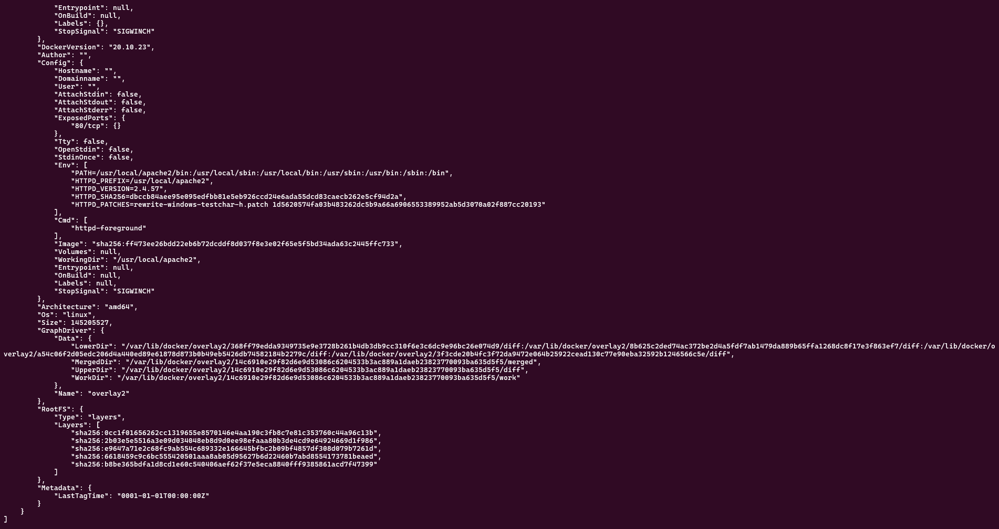 "Entrypoint": null,
            "OnBuild": null,
            "Labels": {},
            "StopSignal": "SIGWINCH"
        },
        "DockerVersion": "20.10.23",
        "Author": "",
        "Config": {
            "Hostname": "",
            "Domainname": "",
            "User": "",
            "AttachStdin": false,
            "AttachStdout": false,
            "AttachStderr": false,
            "ExposedPorts": {
                "80/tcp": {}
            },
            "Tty": false,
            "OpenStdin": false,
            "StdinOnce": false,
            "Env": [
                "PATH=/usr/local/apache2/bin:/usr/local/sbin:/usr/local/bin:/usr/sbin:/usr/bin:/sbin:/bin",
                "HTTPD_PREFIX=/usr/local/apache2",
                "HTTPD_VERSION=2.4.57",
                "HTTPD_SHA256=dbccb84aee95e095edfbb81e5eb926ccd24e6ada55dcd83caecb262e5cf94d2a",
                "HTTPD_PATCHES=rewrite-windows-testchar-h.patch 1d5620574fa03b483262dc5b9a66a6906553389952ab5d3070a02f887cc20193"
            ],
            "Cmd": [
                "httpd-foreground"
            ],
            "Image": "sha256:ff473ee26bdd22eb6b72dcddf8d037f8e3e02f65e5f5bd34ada63c2445ffc733",
            "Volumes": null,
            "WorkingDir": "/usr/local/apache2",
            "Entrypoint": null,
            "OnBuild": null,
            "Labels": null,
            "StopSignal": "SIGWINCH"
        },
        "Architecture": "amd64",
        "Os": "linux",
        "Size": 145205527,
        "GraphDriver": {
            "Data": {
                "LowerDir": "/var/lib/docker/overlay2/368ff79edda9349735e9e3728b261b4db3db9cc310f6e3c6dc9e96bc26e074d9/diff:/var/lib/docker/overlay2/8b625c2ded74ac372be2d4a5fdf7ab1479da889b65ffa1268dc8f17e3f863ef7/diff:/var/lib/docker/o
verlay2/a54c06f2d05edc206d4a440ed89e61878d873b0b49eb5426db74582184b2279c/diff:/var/lib/docker/overlay2/3f3cde20b4fc3f72da9472e064b25922cead130c77e90eba32592b1246566c5e/diff",
                "MergedDir": "/var/lib/docker/overlay2/14c6910e29f82d6e9d53086c6204533b3ac889a1daeb23823770093ba635d5f5/merged",
                "UpperDir": "/var/lib/docker/overlay2/14c6910e29f82d6e9d53086c6204533b3ac889a1daeb23823770093ba635d5f5/diff",
                "WorkDir": "/var/lib/docker/overlay2/14c6910e29f82d6e9d53086c6204533b3ac889a1daeb23823770093ba635d5f5/work"
            },
            "Name": "overlay2"
        },
        "RootFS": {
            "Type": "layers",
            "Layers": [
                "sha256:0cc1f01656262cc1319655e8570146e4aa190c3fb8c7e81c353760c44a96c13b",
                "sha256:2b03e5e5516a3e09d034048eb8d9d0ee98efaaa80b3de4cd9e64924669d1f986",
                "sha256:e9647a71e2c68fc9ab554c689332e166645bfbc2b09bf4857df308d079b7261d",
                "sha256:6618459c9c6bc555420501aaa8ab05d95627b6d22460b7abd8554173781beaed",
                "sha256:b8be365bdfa1d8cd1e60c540406aef62f37e5eca8840fff9385861acd7f47399"
            ]
        },
        "Metadata": {
            "LastTagTime": "0001-01-01T00:00:00Z"
        }
    }
]